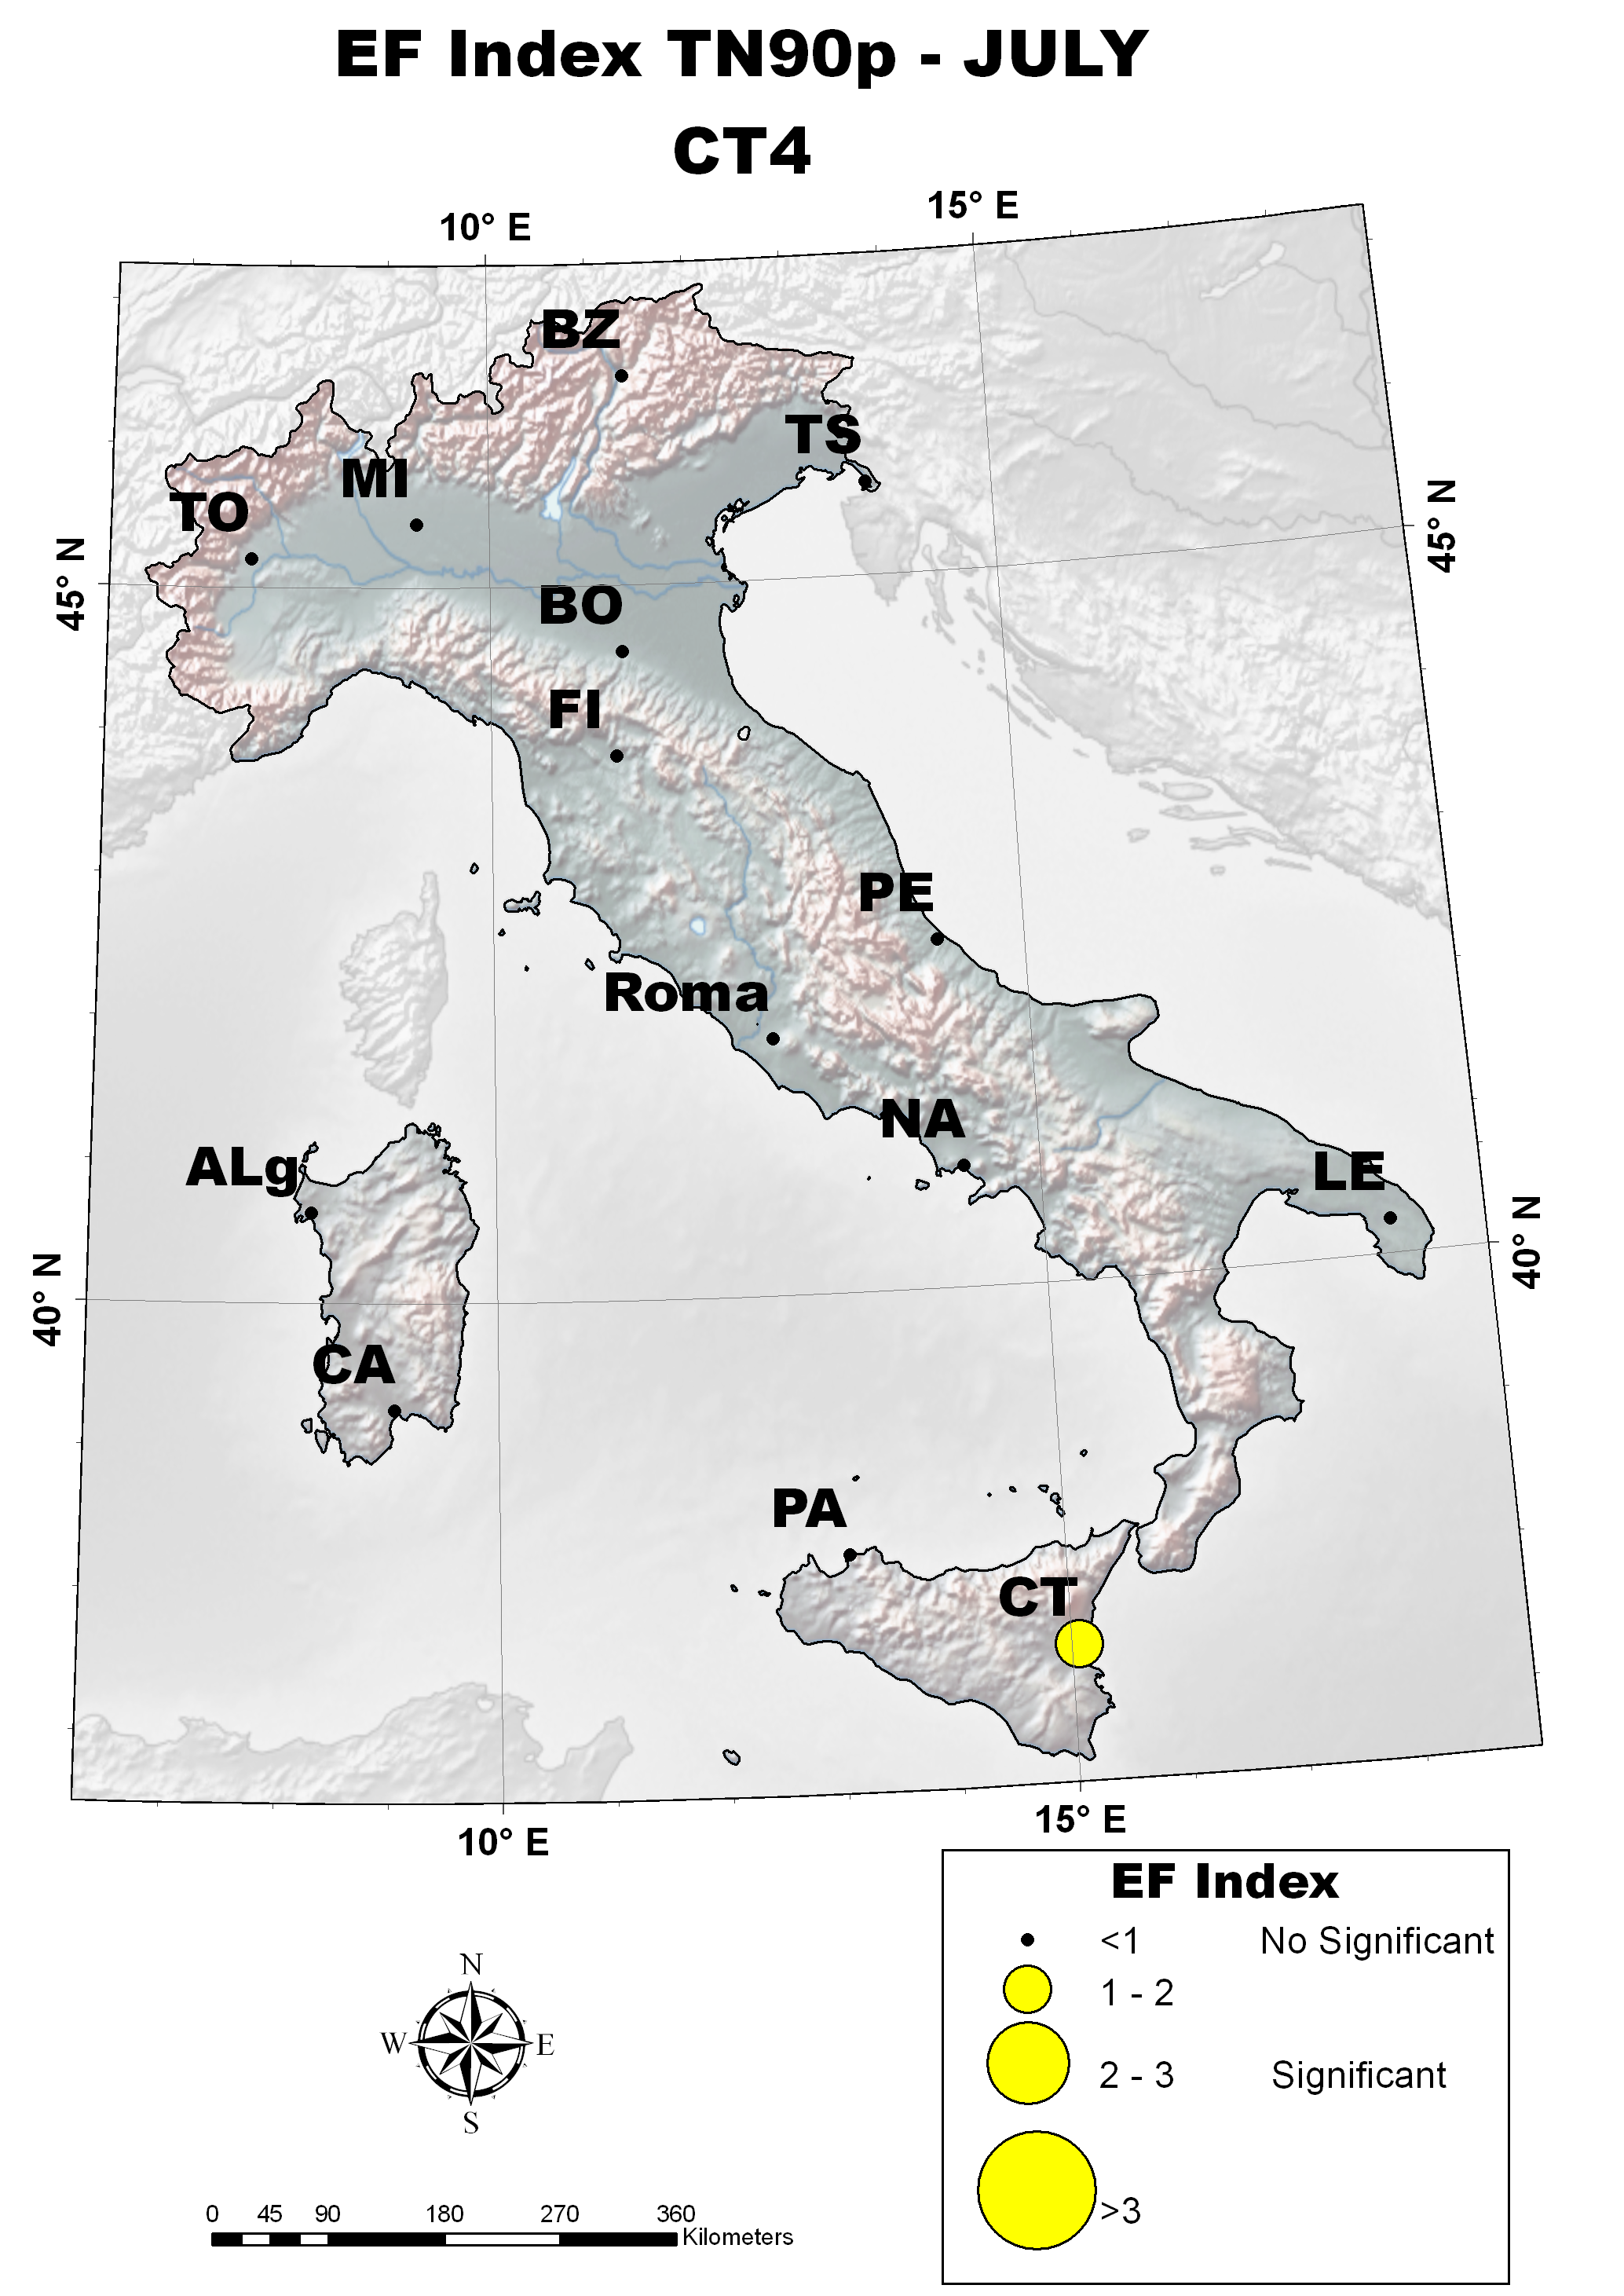 EF Index TN90p - JULY
CT4
10° E
15° E
BZ
TS
MI
TO
45° N
45° N
BO
FI
PE
Roma
NA
ALg
LE
40° N
40° N
CA
PA
CT
10° E
15° E
EF Index
<1 No Significant
1 - 2
2 - 3 Significant
>3
N
W E
S
0 45 90 180 270 360
Kilometers